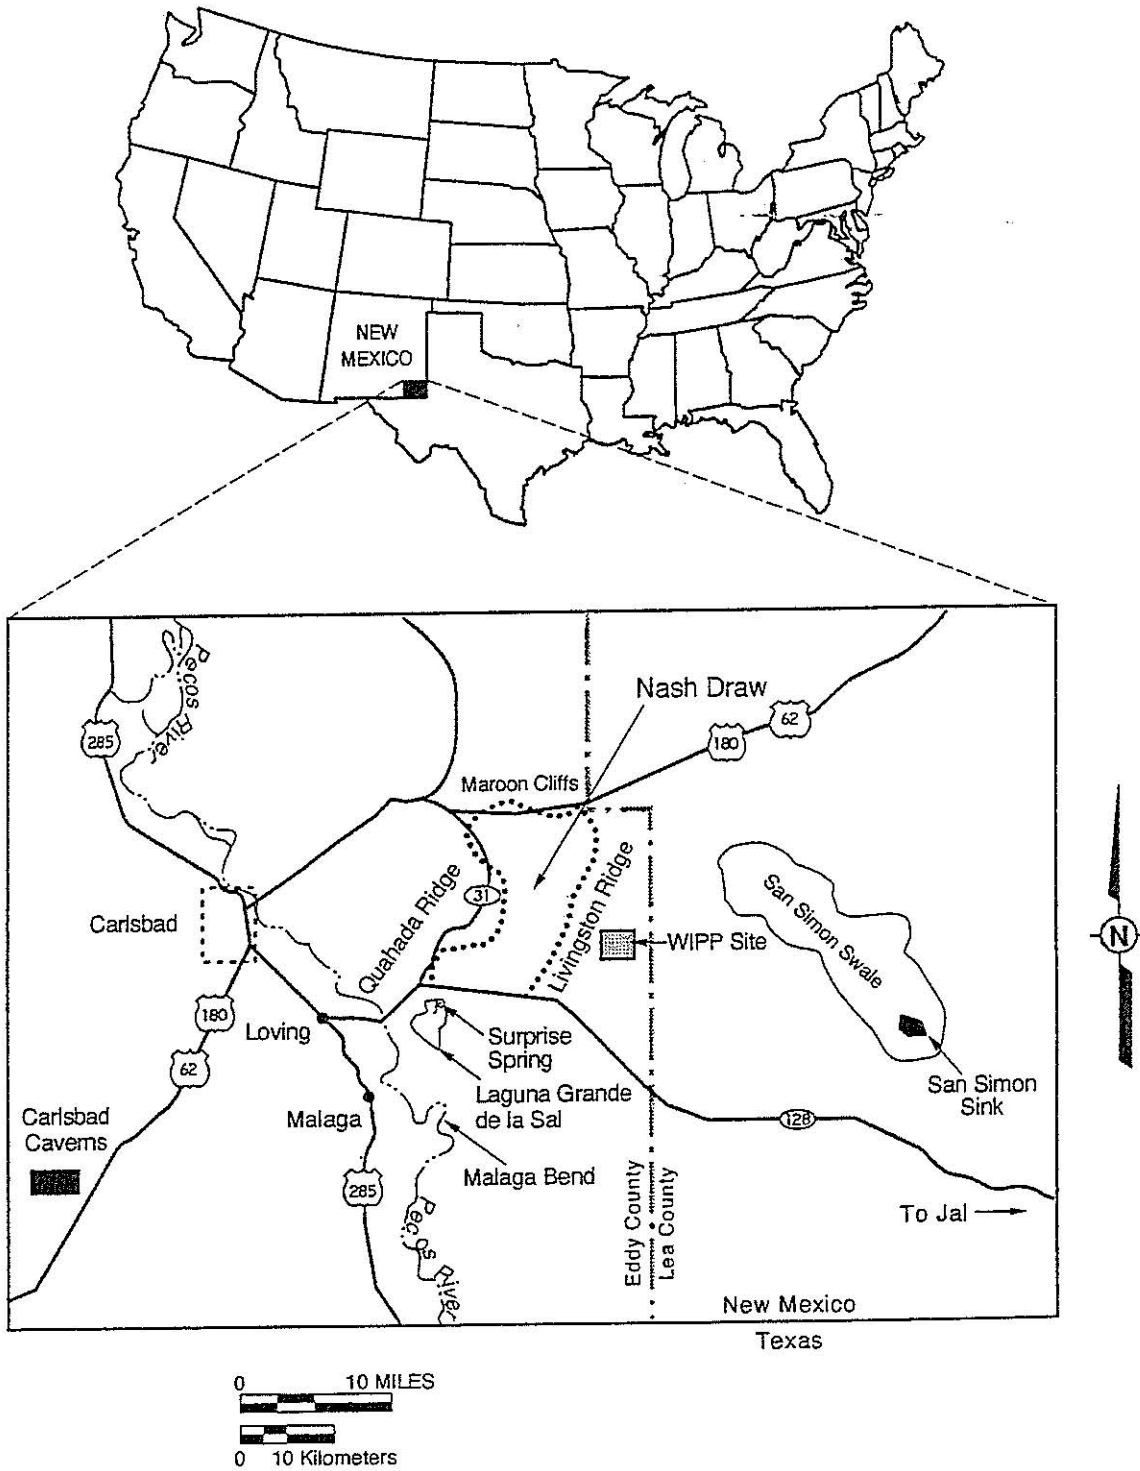 NEW
MEXICO
Pecos River
285
Nash Draw
62
180
Maroon Cliffs
Quahada Ridge
31
Livingston Ridge
San Simon Swale
Carlsbad
WIPP Site
N
180
Loving
Surprise
Spring
62
San Simon
Sink
Laguna Grande
de la Sal
Carlsbad
Caverns
Malaga
128
Malaga Bend
285
Eddy County
Lea County
To Jal
Pecos River
New Mexico
Texas
0 10 MILES
0 10 Kilometers